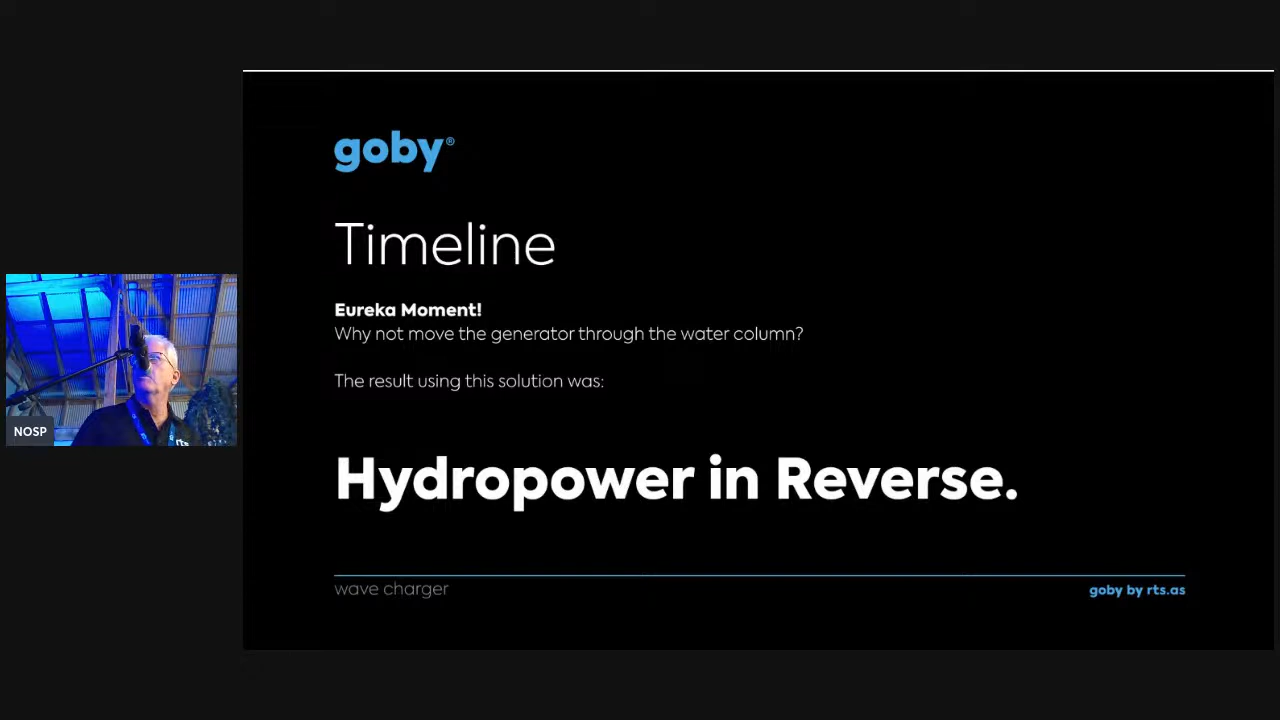 goby®
Timeline
Eureka Moment!
Why not move the generator through the water column?
The result using this solution was:
Hydropower in Reverse.
wave charger
goby by rts.as
NOSP
rts